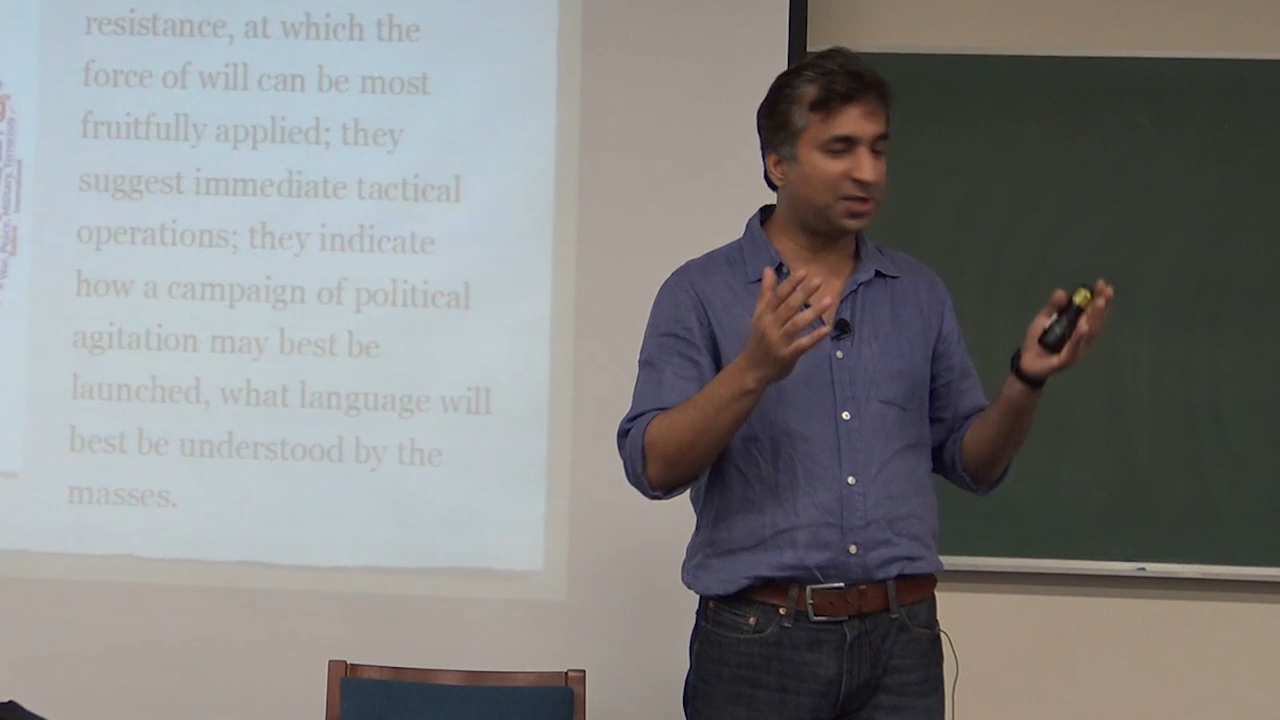 resistance, at which the
force of will can be most
fruitfully applied; they
suggest immediate tactical
operations; they indicate
how a campaign of political
agitation may best be
launched, what language will
best be understood by the
masses.